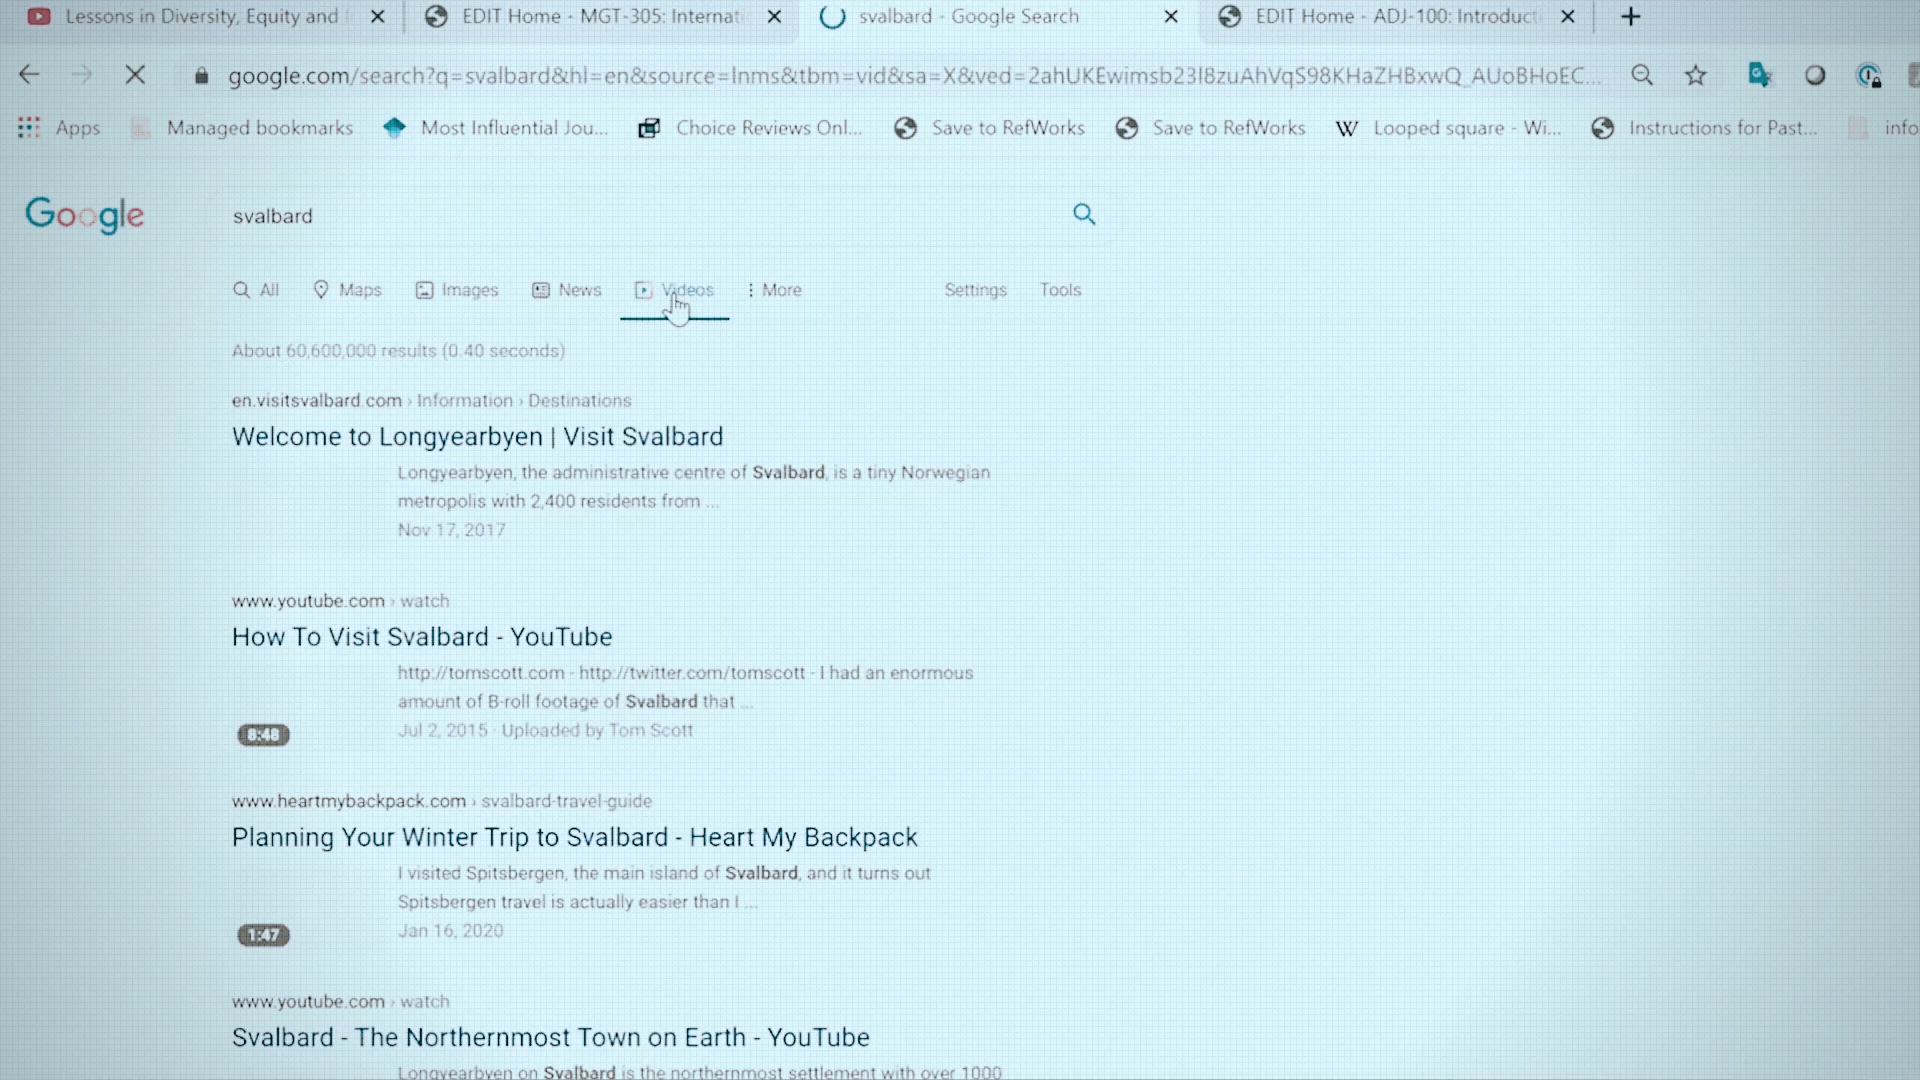 Lessons in Diversity, Equity and
EDIT Home - MGT-305: Internati
svalbard - Google Search
EDIT Home - ADJ-100: Introduct
google.com/search?q=svalbard&hl=en&source=lnms&tbm=vid&sa=X&ved=2ahUKEwimsb23l8zuAhVqS98KHaZHBxwQ_AUoBHoEC...
Apps
Managed bookmarks
Most Influential Jou...
Choice Reviews Onl...
Save to RefWorks
Save to RefWorks
W Looped square - Wi...
Instructions for Past...
info
Google
svalbard
All Maps Images News Videos More Settings Tools
About 60,600,000 results (0.40 seconds)
en.visitsvalbard.com › Information › Destinations
Welcome to Longyearbyen | Visit Svalbard
Longyearbyen, the administrative centre of Svalbard, is a tiny Norwegian
metropolis with 2,400 residents from ...
Nov 17, 2017
www.youtube.com › watch
How To Visit Svalbard - YouTube
http://tomscott.com - http://twitter.com/tomscott - I had an enormous
amount of B-roll footage of Svalbard that ...
8:48
Jul 2, 2015 · Uploaded by Tom Scott
www.heartmybackpack.com › svalbard-travel-guide
Planning Your Winter Trip to Svalbard - Heart My Backpack
I visited Spitsbergen, the main island of Svalbard, and it turns out
Spitsbergen travel is actually easier than I ...
1:47
Jan 16, 2020
www.youtube.com › watch
Svalbard - The Northernmost Town on Earth - YouTube
Longyearbyen on Svalbard is the northernmost settlement with over 1000